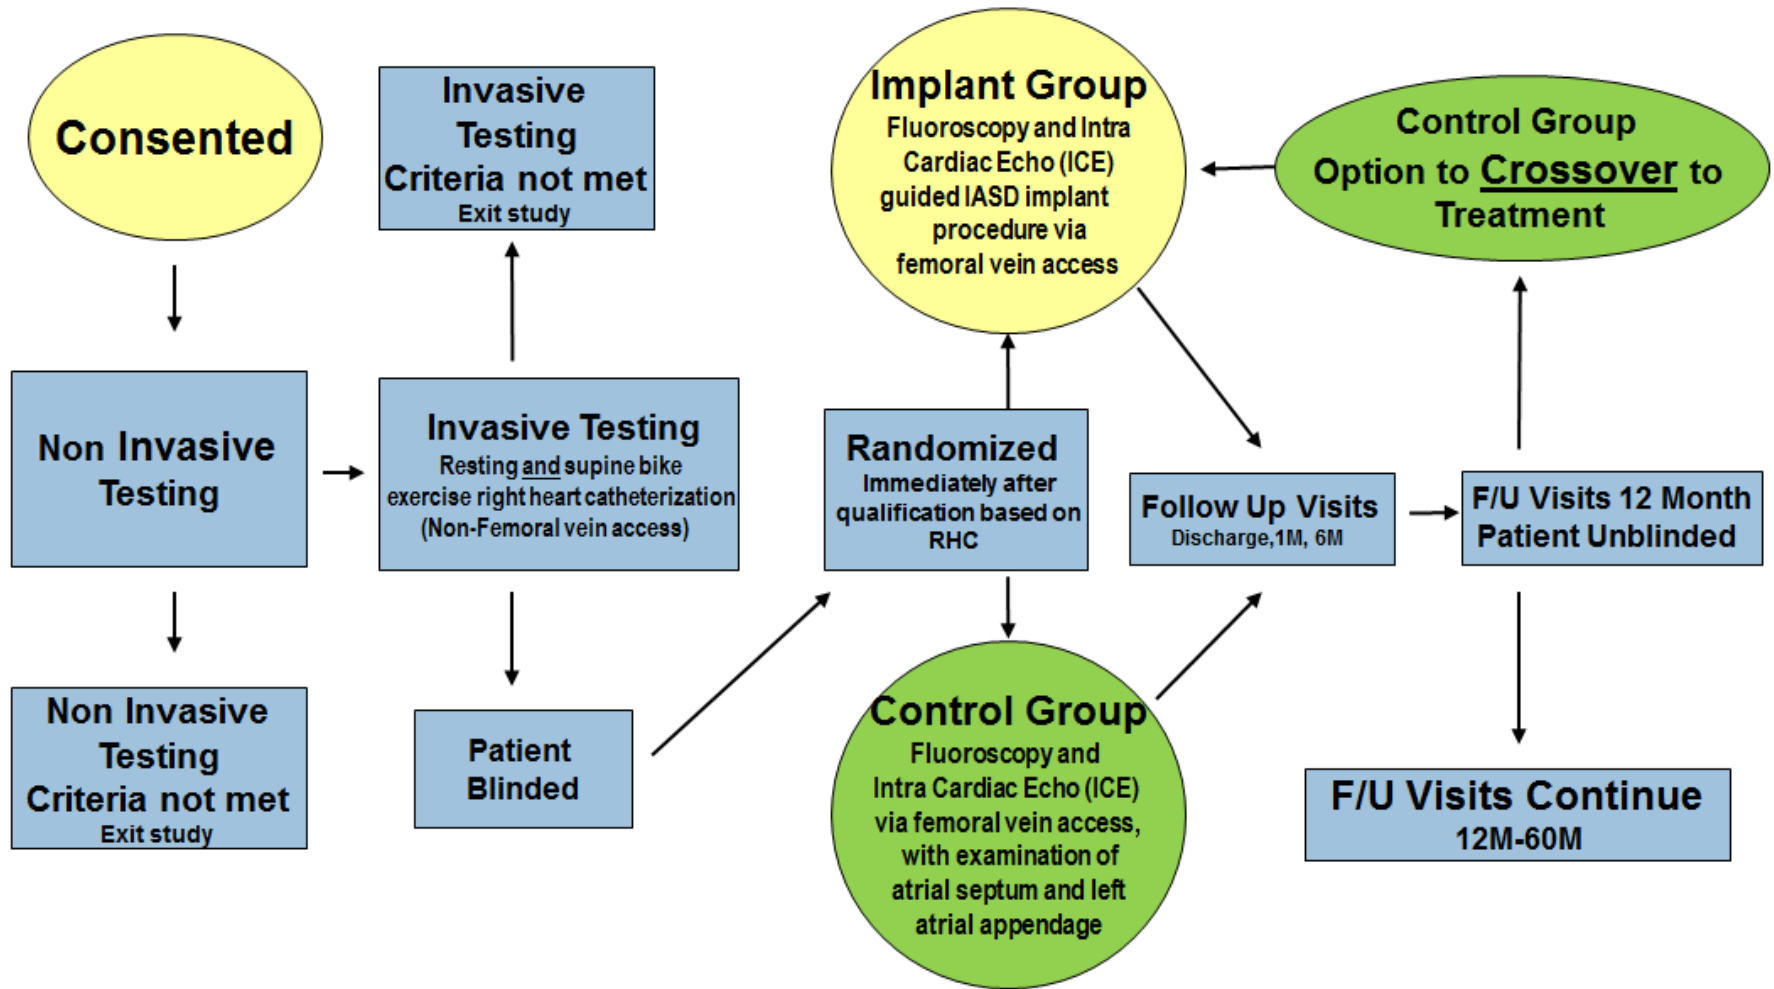 Consented
Non Invasive
Testing
Non Invasive
Testing
Criteria not met
Exit study
Invasive
Testing
Criteria not met
Exit study
Invasive Testing
Resting and supine bike
exercise right heart catheterization
(Non-Femoral vein access)
Patient
Blinded
Randomized
Immediately after
qualification based on
RHC
Implant Group
Fluoroscopy and Intra
Cardiac Echo (ICE)
guided IASD implant
procedure via
femoral vein access
Control Group
Fluoroscopy and
Intra Cardiac Echo (ICE)
via femoral vein access,
with examination of
atrial septum and left
atrial appendage
Follow Up Visits
Discharge,1M, 6M
F/U Visits 12 Month
Patient Unblinded
Control Group
Option to Crossover to
Treatment
F/U Visits Continue
12M-60M